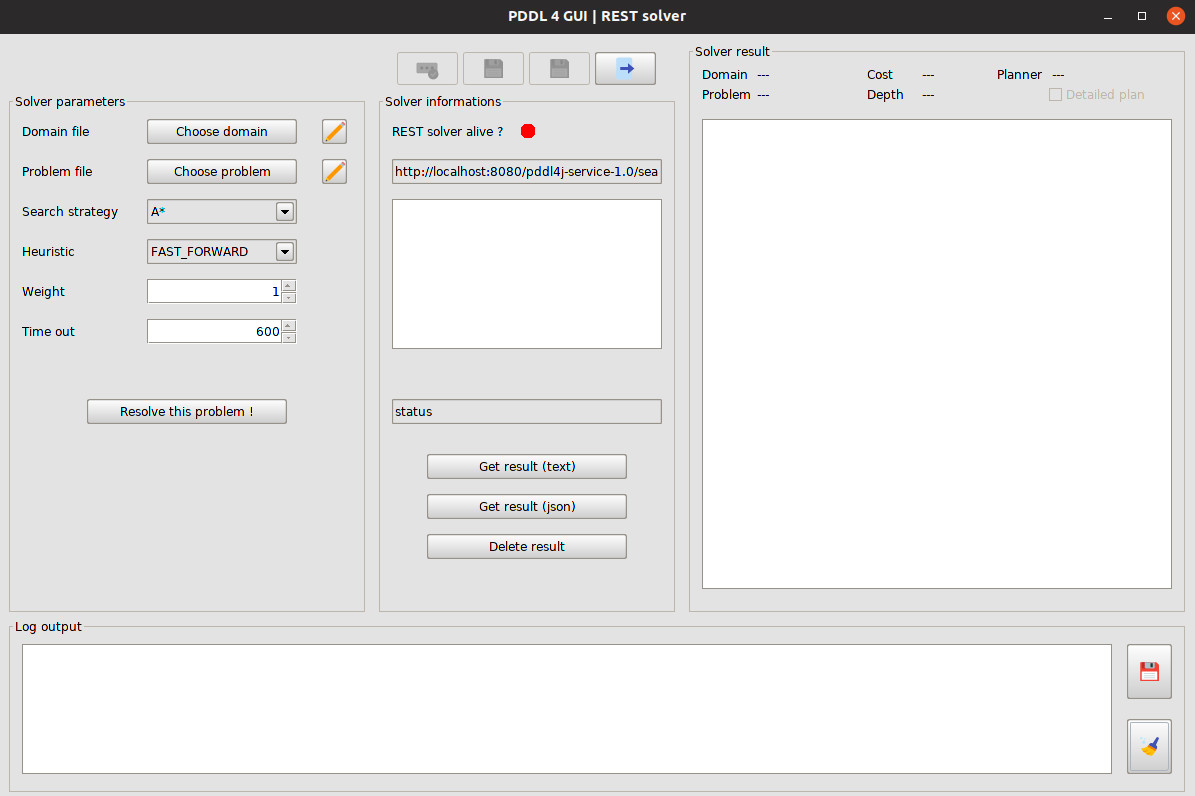 PDDL 4 GUI | REST solver
Solver parameters
Domain file
Choose domain
Problem file
Choose problem
Search strategy
A*
Heuristic
FAST_FORWARD
Weight
1
Time out
600
Resolve this problem !
Solver informations
REST solver alive ?
http://localhost:8080/pddl4j-service-1.0/sea
status
Get result (text)
Get result (json)
Delete result
Solver result
Domain --- Cost --- Planner ---
Problem --- Depth --- Detailed plan
Log output